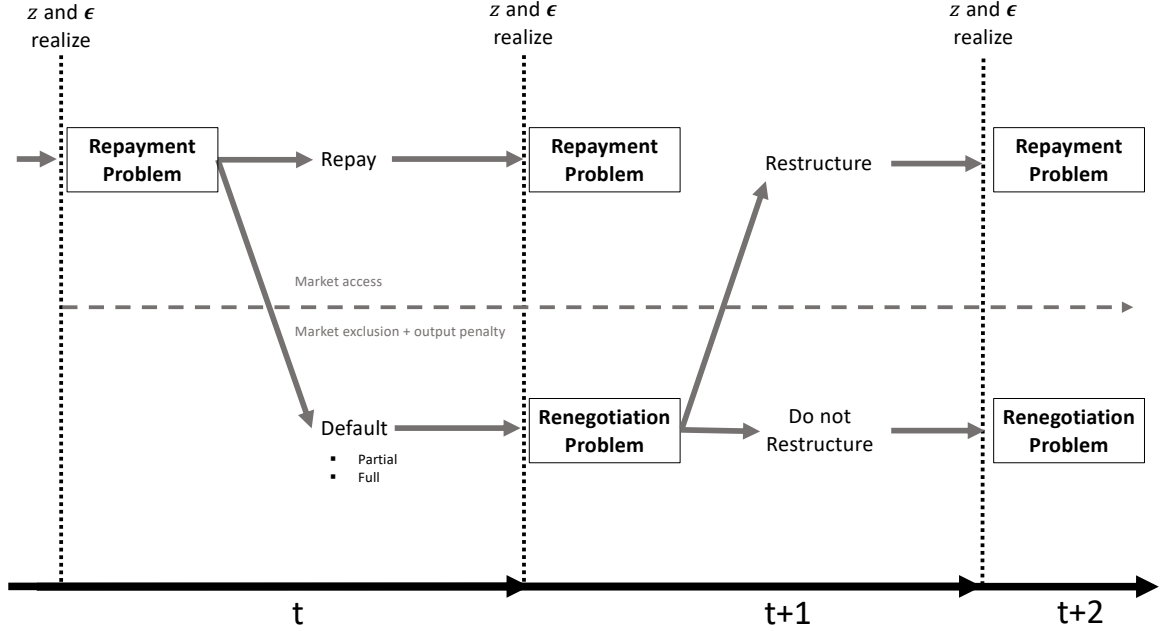 z and ϵ
realize
z and ϵ
realize
z and ϵ
realize
Repayment
Problem
Repay
Repayment
Problem
Restructure
Repayment
Problem
Market access
Market exclusion + output penalty
Default
▪ Partial
▪ Full
Renegotiation
Problem
Do not
Restructure
Renegotiation
Problem
t
t+1
t+2